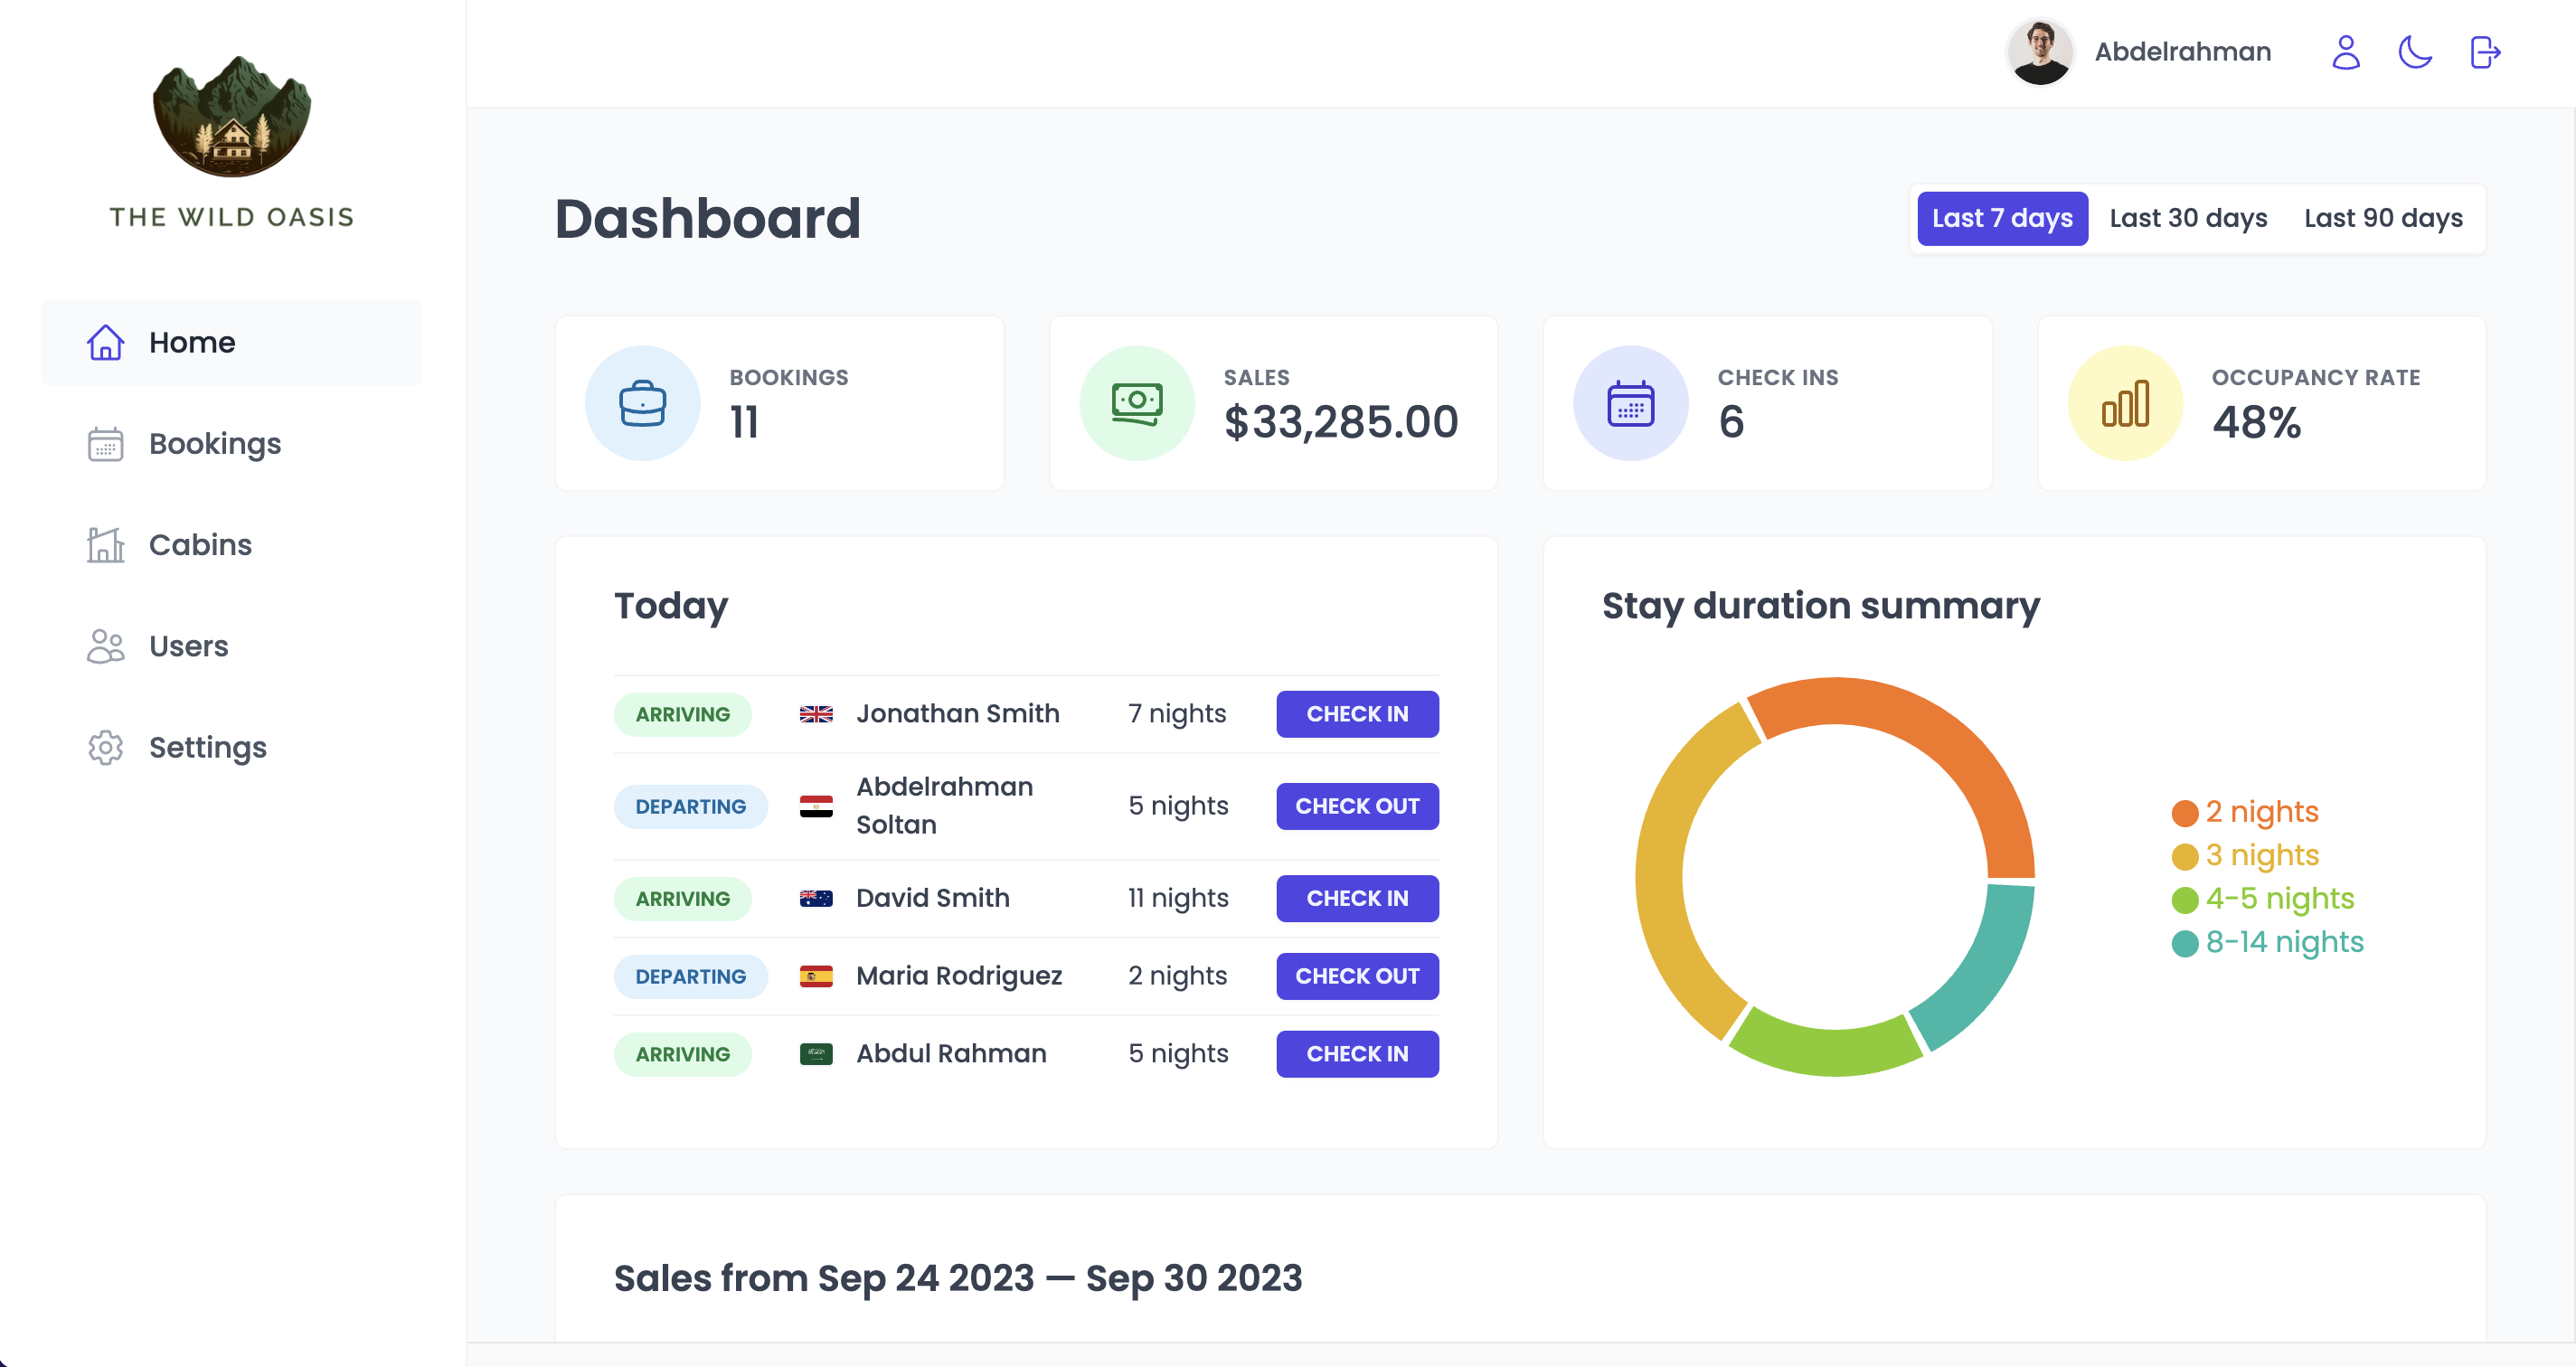 THE WILD OASIS
Home
Bookings
Cabins
Users
Settings
Abdelrahman
Dashboard
Last 7 days Last 30 days Last 90 days
BOOKINGS
11
SALES
$33,285.00
CHECK INS
6
OCCUPANCY RATE
48%
Today
ARRIVING Jonathan Smith 7 nights CHECK IN
DEPARTING Abdelrahman
Soltan 5 nights CHECK OUT
ARRIVING David Smith 11 nights CHECK IN
DEPARTING Maria Rodriguez 2 nights CHECK OUT
ARRIVING Abdul Rahman 5 nights CHECK IN
Stay duration summary
2 nights
3 nights
4-5 nights
8-14 nights
Sales from Sep 24 2023 — Sep 30 2023